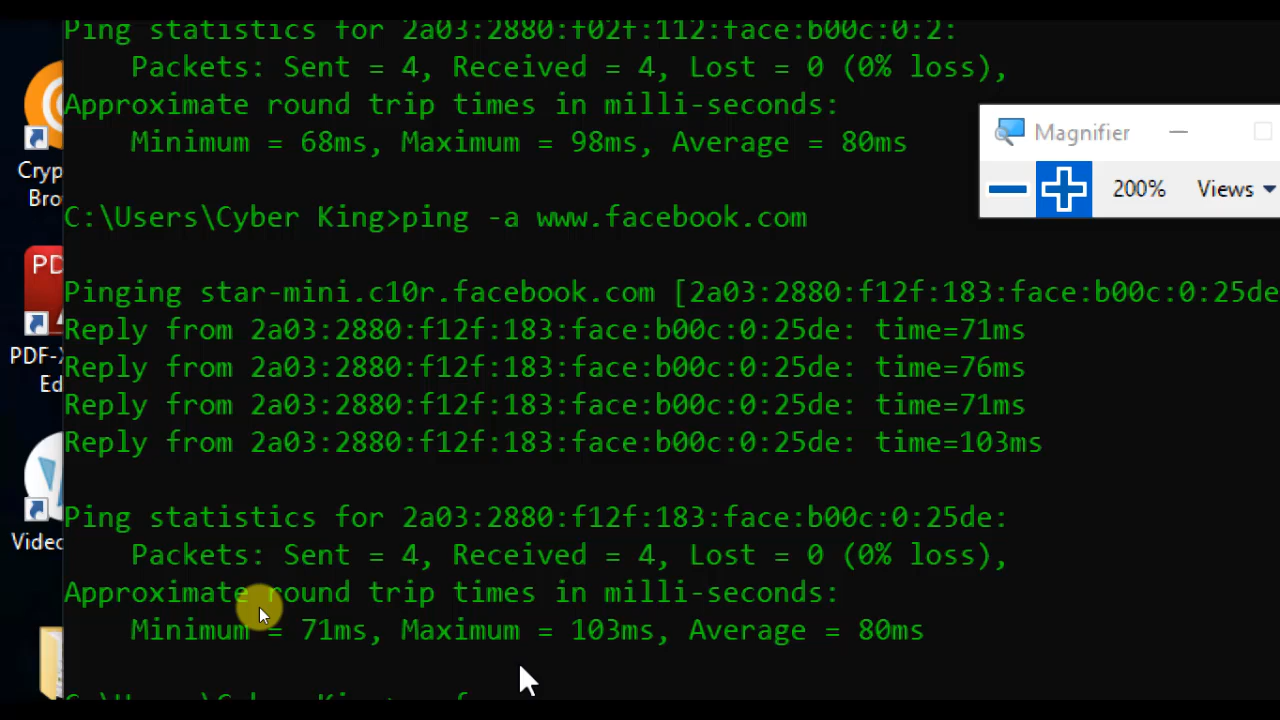 Ping statistics for 2a03:2880:f02f:112:face:b00c:0:2:
Packets: Sent = 4, Received = 4, Lost = 0 (0% loss),
Approximate round trip times in milli-seconds:
Minimum = 68ms, Maximum = 98ms, Average = 80ms
Magnifier
200%
Views
C:\Users\Cyber King>ping -a www.facebook.com
Pinging star-mini.c10r.facebook.com [2a03:2880:f12f:183:face:b00c:0:25de
Reply from 2a03:2880:f12f:183:face:b00c:0:25de: time=71ms
Reply from 2a03:2880:f12f:183:face:b00c:0:25de: time=76ms
Reply from 2a03:2880:f12f:183:face:b00c:0:25de: time=71ms
Reply from 2a03:2880:f12f:183:face:b00c:0:25de: time=103ms
Ping statistics for 2a03:2880:f12f:183:face:b00c:0:25de:
Packets: Sent = 4, Received = 4, Lost = 0 (0% loss),
Approximate round trip times in milli-seconds:
Minimum = 71ms, Maximum = 103ms, Average = 80ms
Cryp
Bro
PD
PDF-X
Ed
Video